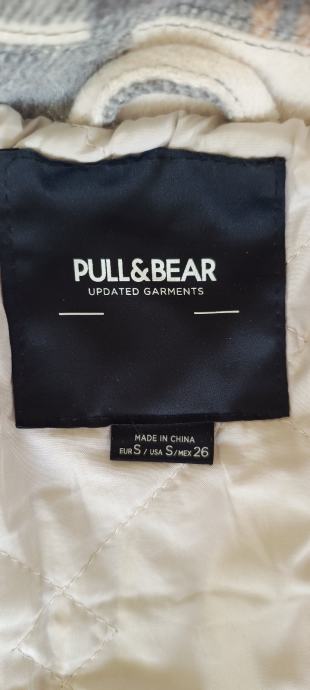 PULL&BEAR
UPDATED GARMENTS
MADE IN CHINA
EUR S / USA S / MEX 26